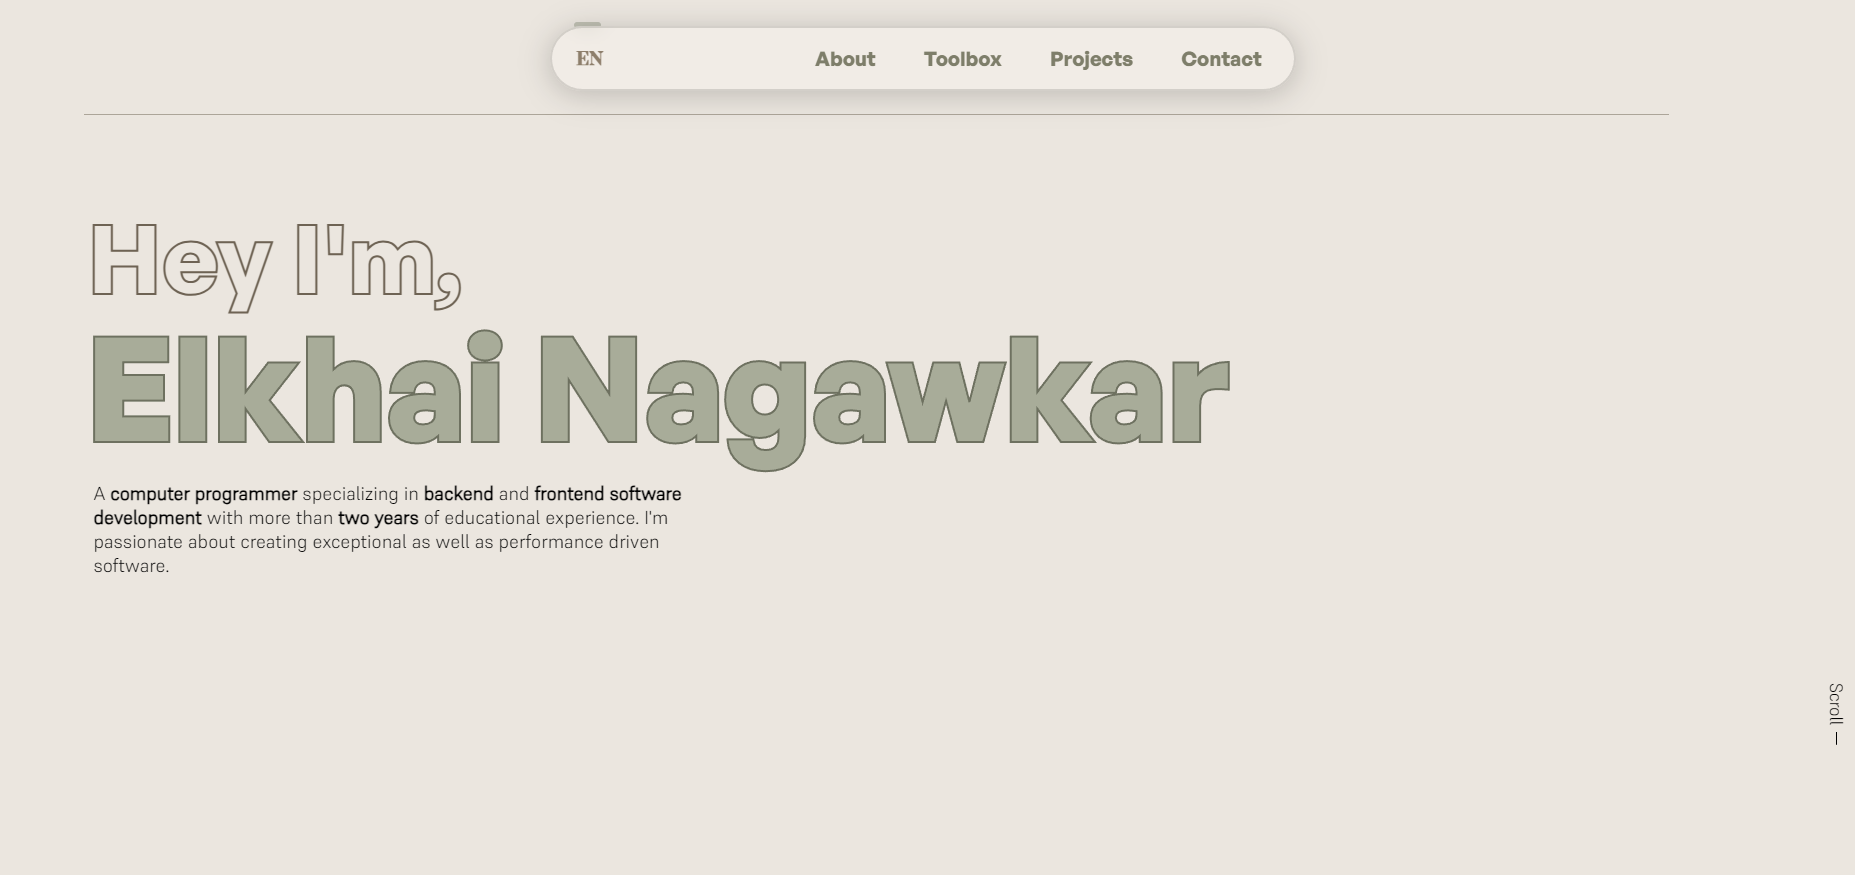 EN
About Toolbox Projects Contact
Hey I'm,
Elkhai Nagawkar
A computer programmer specializing in backend and frontend software
development with more than two years of educational experience. I'm
passionate about creating exceptional as well as performance driven
software.
Scroll —